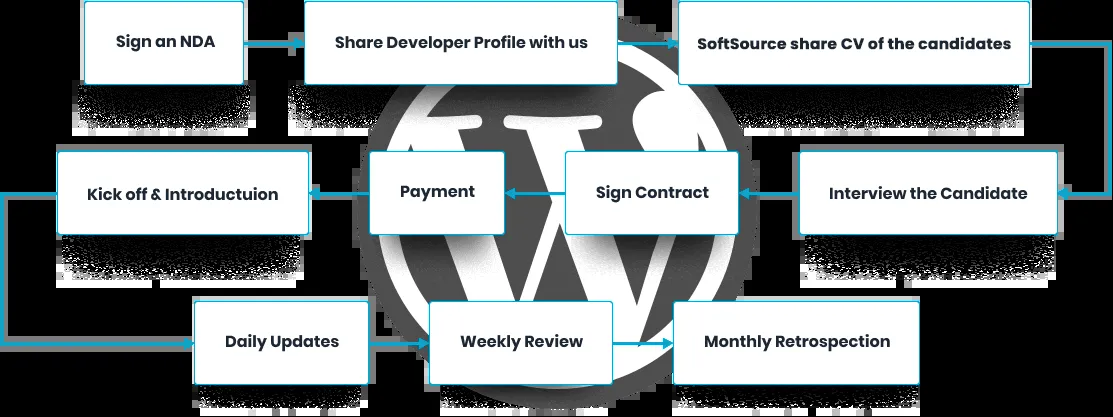 Sign an NDA
Share Developer Profile with us
SoftSource share CV of the candidates
Interview the Candidate
Sign Contract
Payment
Kick off & Introductuion
Daily Updates
Weekly Review
Monthly Retrospection